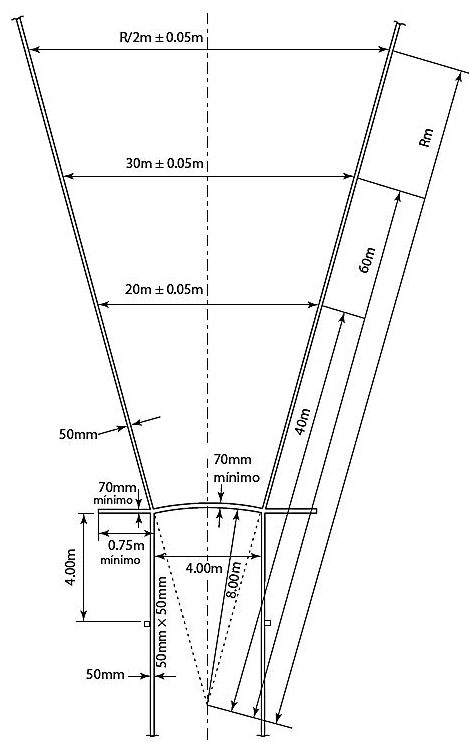 R/2m ± 0.05m
Rm
30m ± 0.05m
60m
20m ± 0.05m
40m
50mm
70mm
mínimo
70mm
mínimo
0.75m
mínimo
4.00m
4.00m
8.00m
50mm × 50mm
50mm